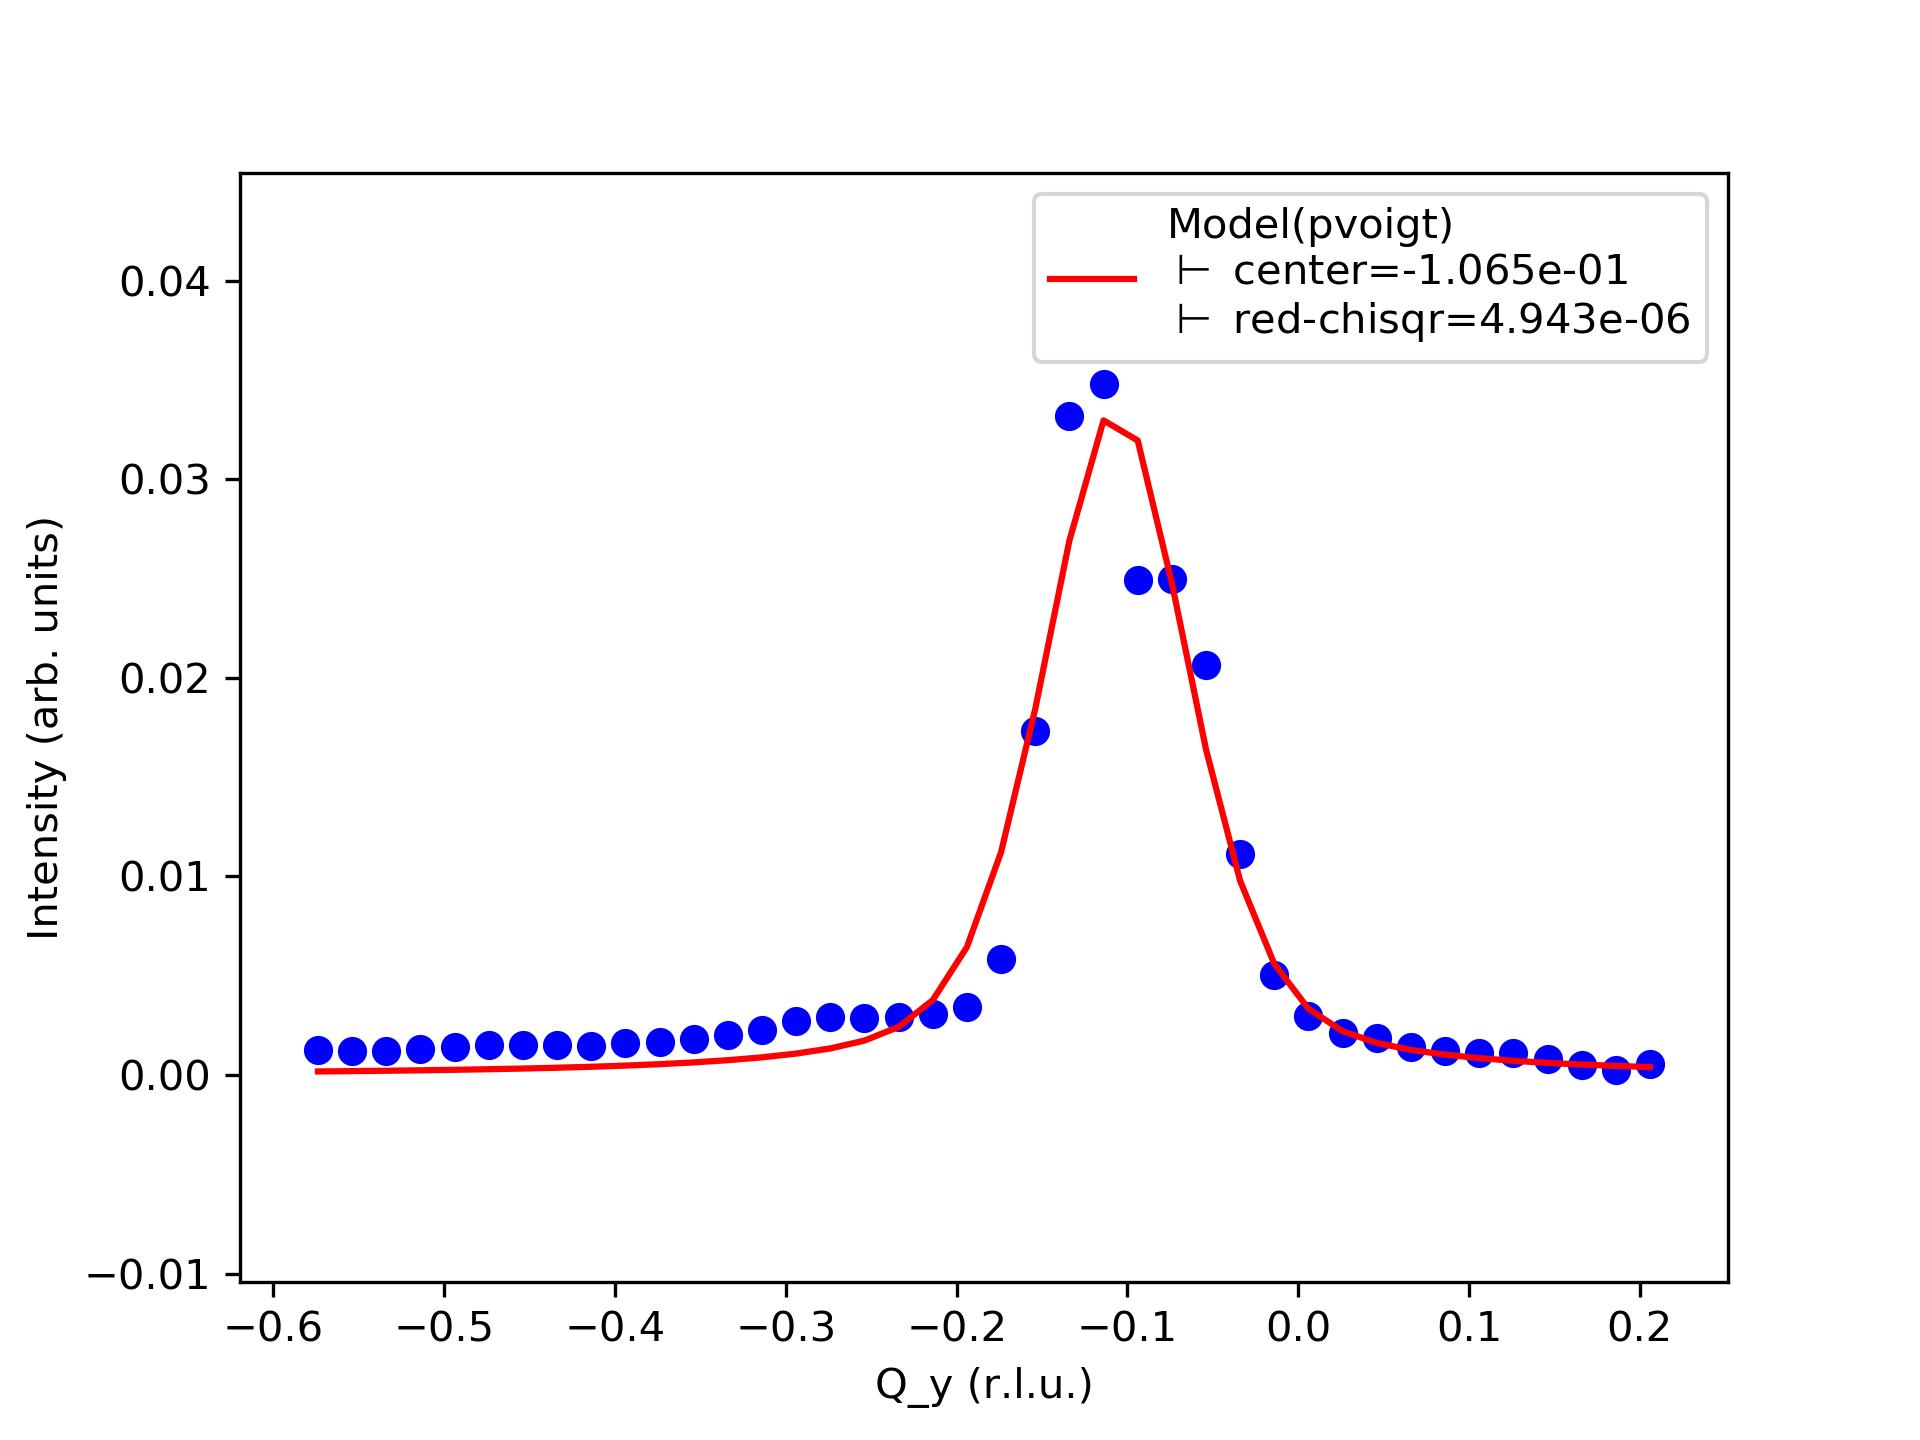 Model(pvoigt)
⊢ center=-1.065e-01
⊢ red-chisqr=4.943e-06
0.04
0.03
0.02
0.01
0.00
−0.01
Intensity (arb. units)
−0.6 −0.5 −0.4 −0.3 −0.2 −0.1 0.0 0.1 0.2
Q_y (r.l.u.)